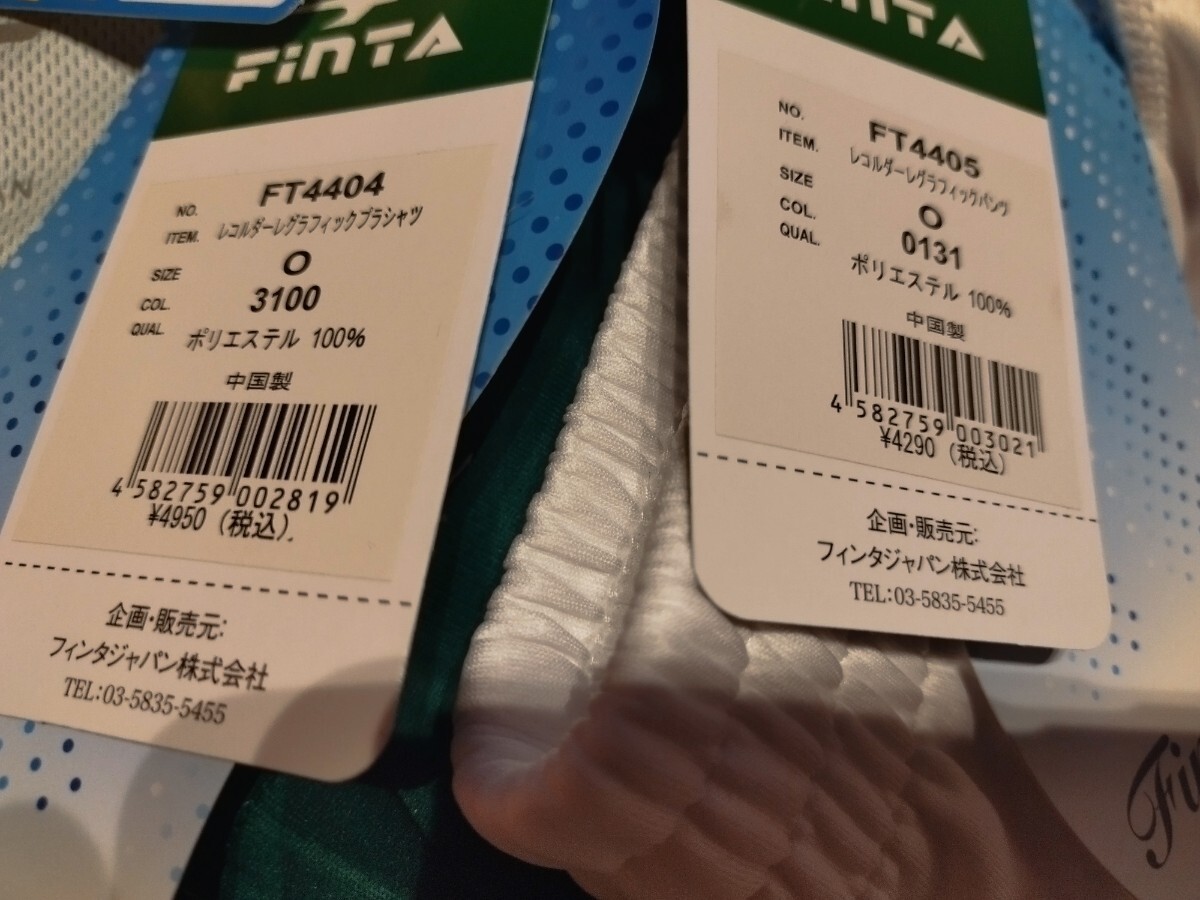 FiNTA
NO. FT4404
ITEM. レコルダーレグラフィックプラシャツ
SIZE O
COL. 3100
QUAL. ポリエステル 100%
中国製
4 582759 002819
¥4950 (税込).
企画・販売元:
フィンタジャパン株式会社
TEL:03-5835-5455
FiNTA
NO. FT4405
ITEM. レコルダーレグラフィックパンツ
SIZE O
COL. 0131
QUAL. ポリエステル 100%
中国製
4 582759 003021
¥4290 (税込)
企画・販売元:
フィンタジャパン株式会社
TEL:03-5835-5455